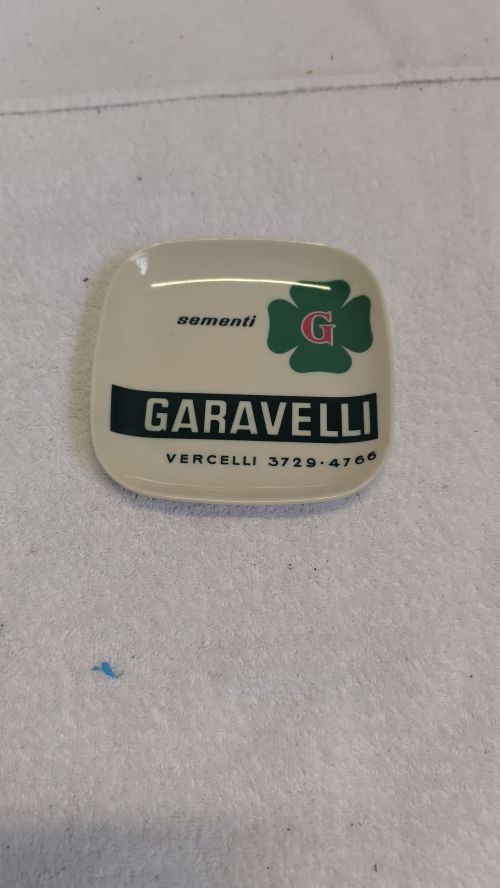 sementi
G
GARAVELLI
VERCELLI 3729·4766